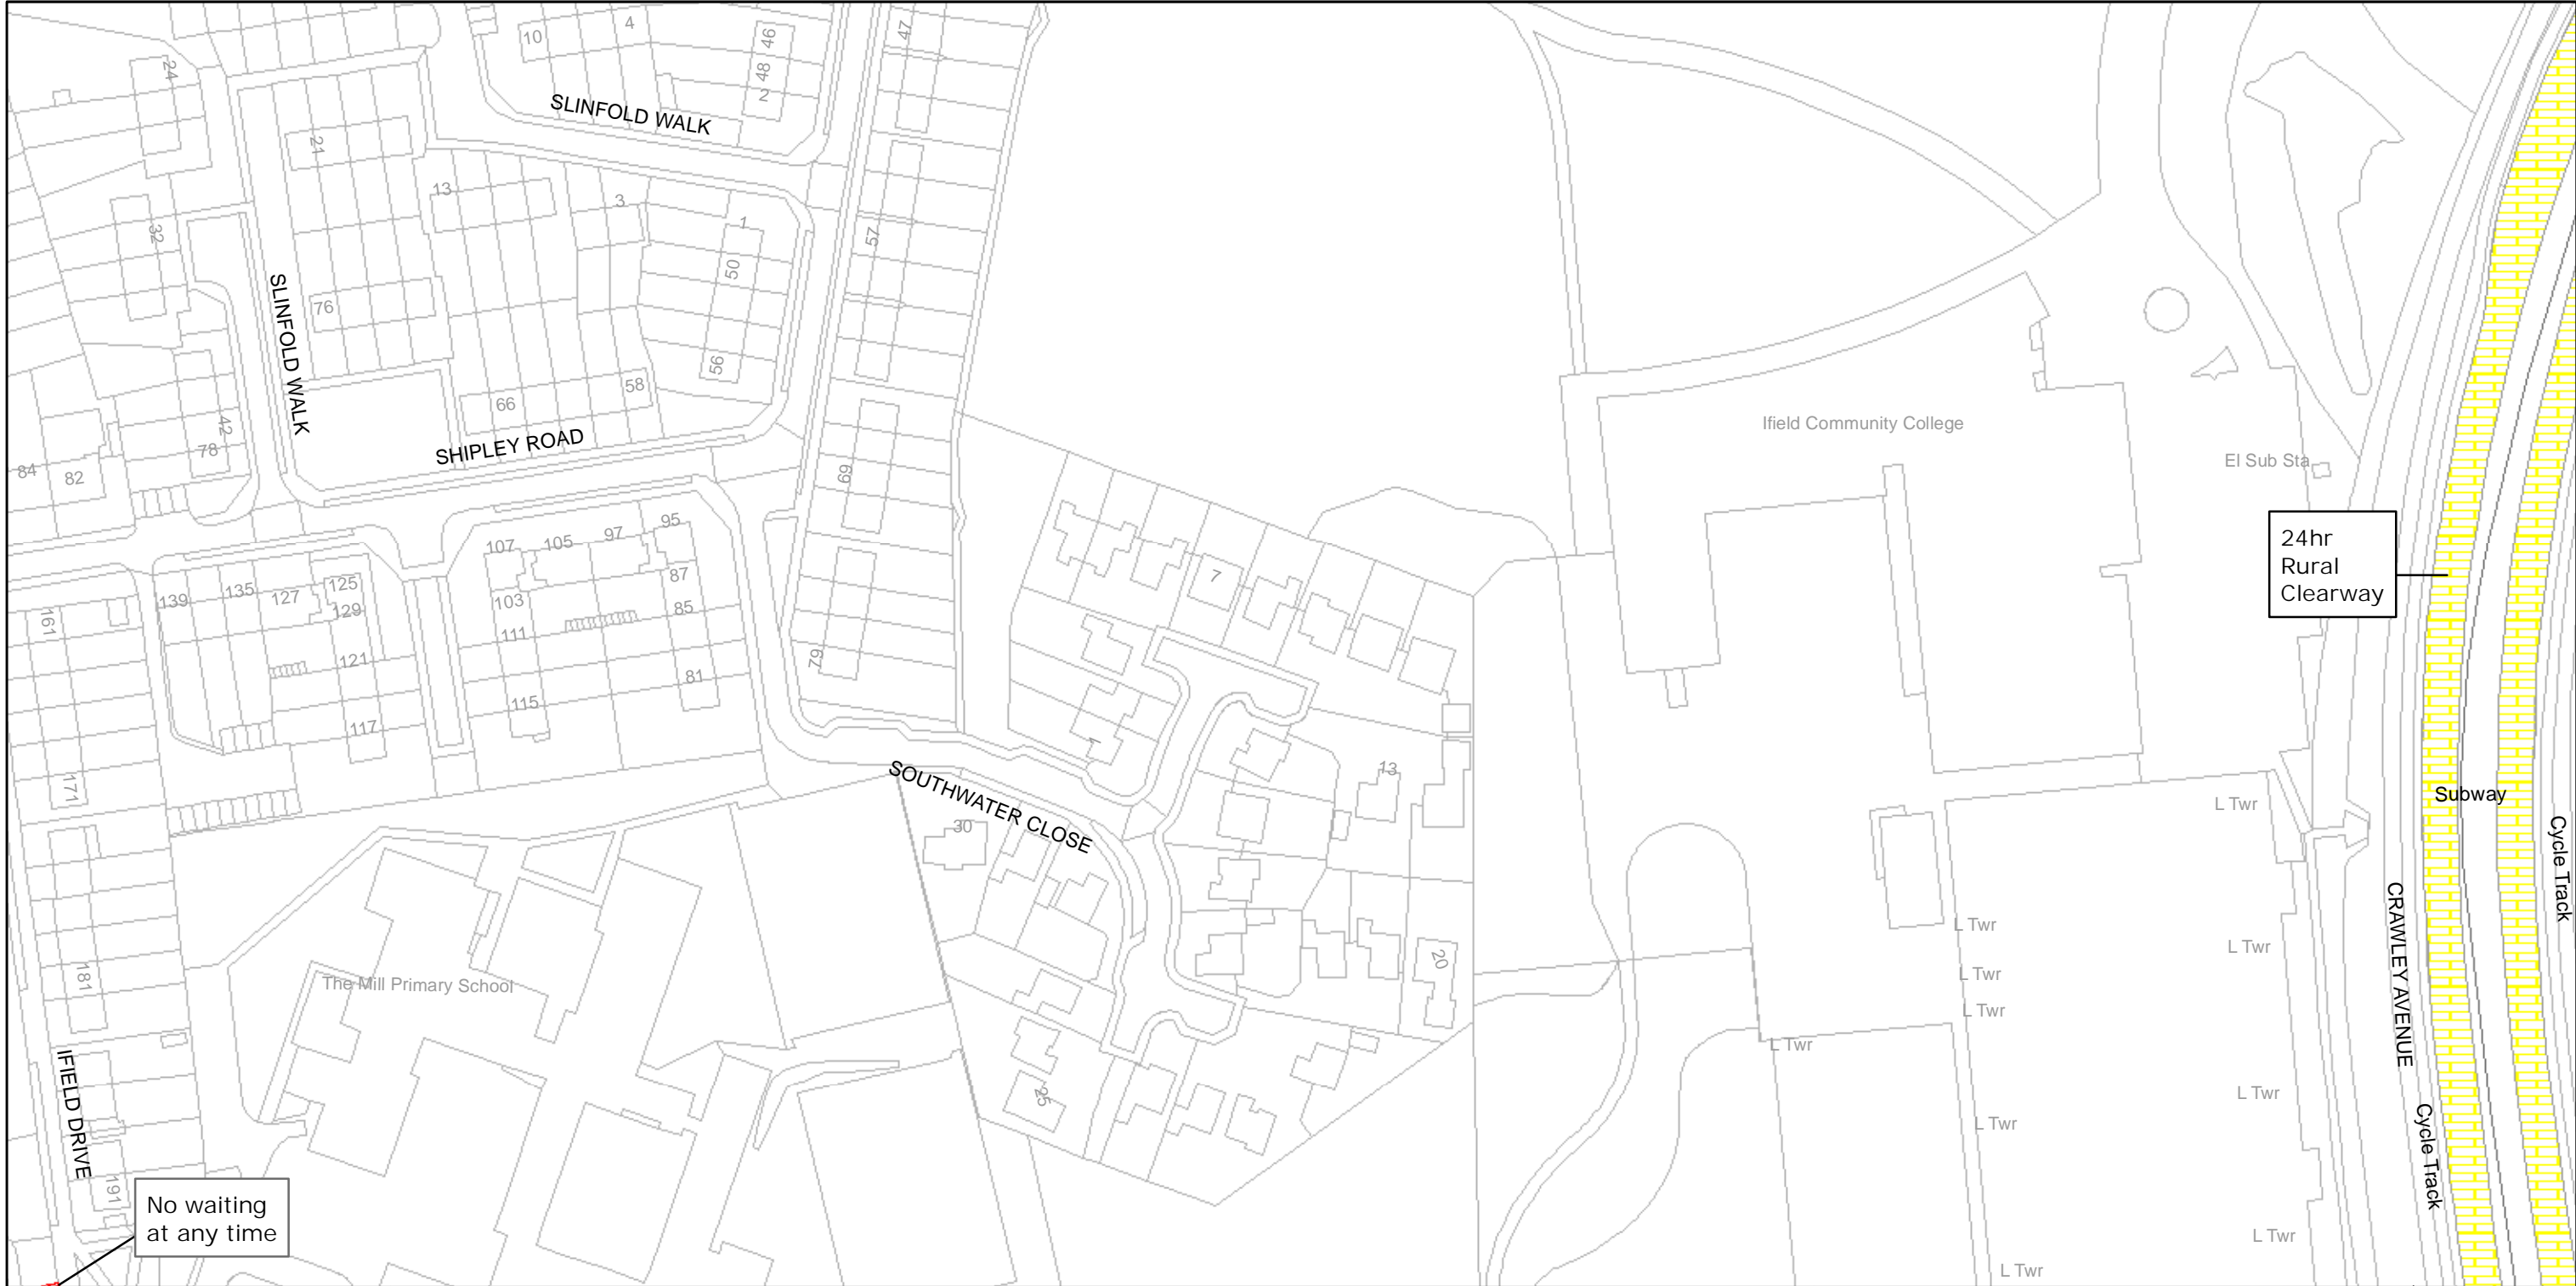 47
4
10
46
48
2
24
SLINFOLD WALK
21
13
3
1
32
57
50
SLINFOLD WALK
76
56
58
66
42
78
SHIPLEY ROAD
84
82
69
Ifield Community College
El Sub Sta
95
97
105
107
24hr
Rural
Clearway
7
87
125
127
135
139
129
103
85
161
111
121
79
81
115
117
1
171
13
SOUTHWATER CLOSE
Subway
L Twr
30
Cycle Track
CRAWLEY AVENUE
L Twr
L Twr
20
181
The Mill Primary School
L Twr
L Twr
L Twr
IFIELD DRIVE
25
L Twr
L Twr
Cycle Track
191
No waiting
at any time
L Twr
L Twr